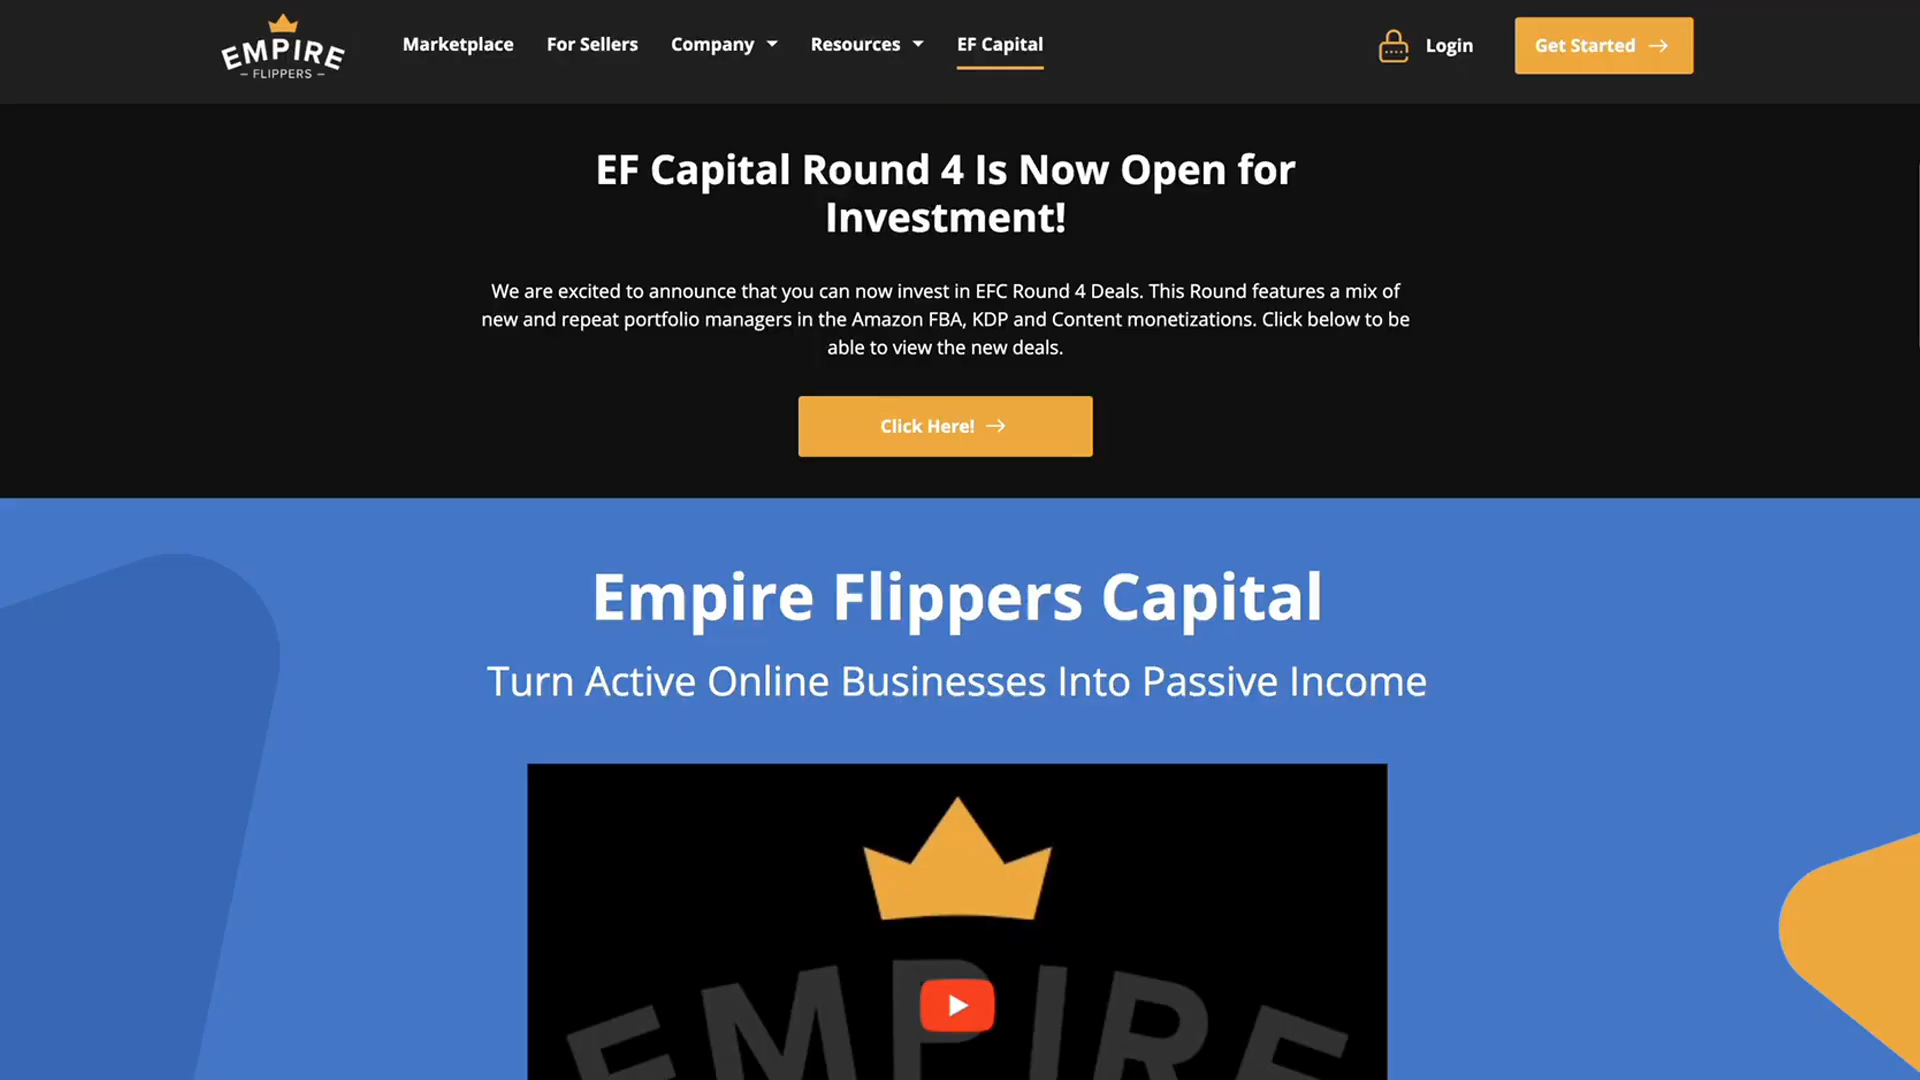 EMPIRE
– FLIPPERS –
Marketplace
For Sellers
Company
Resources
EF Capital
Login
Get Started →
EF Capital Round 4 Is Now Open for
Investment!
We are excited to announce that you can now invest in EFC Round 4 Deals. This Round features a mix of
new and repeat portfolio managers in the Amazon FBA, KDP and Content monetizations. Click below to be
able to view the new deals.
Click Here! →
Empire Flippers Capital
Turn Active Online Businesses Into Passive Income
EMPIRE